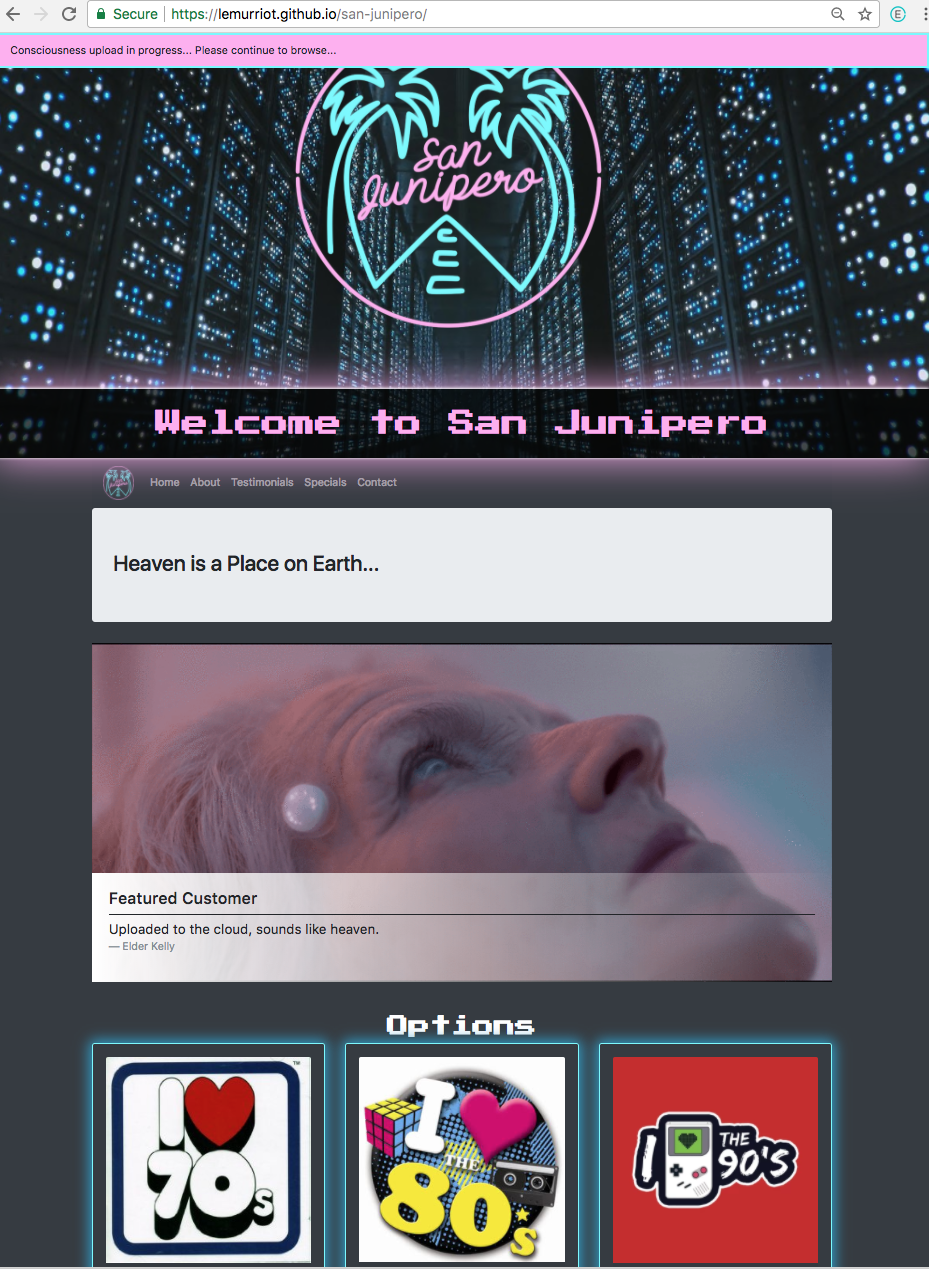 Secure https://lemurriot.github.io/san-junipero/
Consciousness upload in progress... Please continue to browse...
San
Junipero
Welcome to San Junipero
Home About Testimonials Specials Contact
Heaven is a Place on Earth...
Featured Customer
Uploaded to the cloud, sounds like heaven.
— Elder Kelly
Options
I
70s
TM
I
THE
80's
I THE
90'S